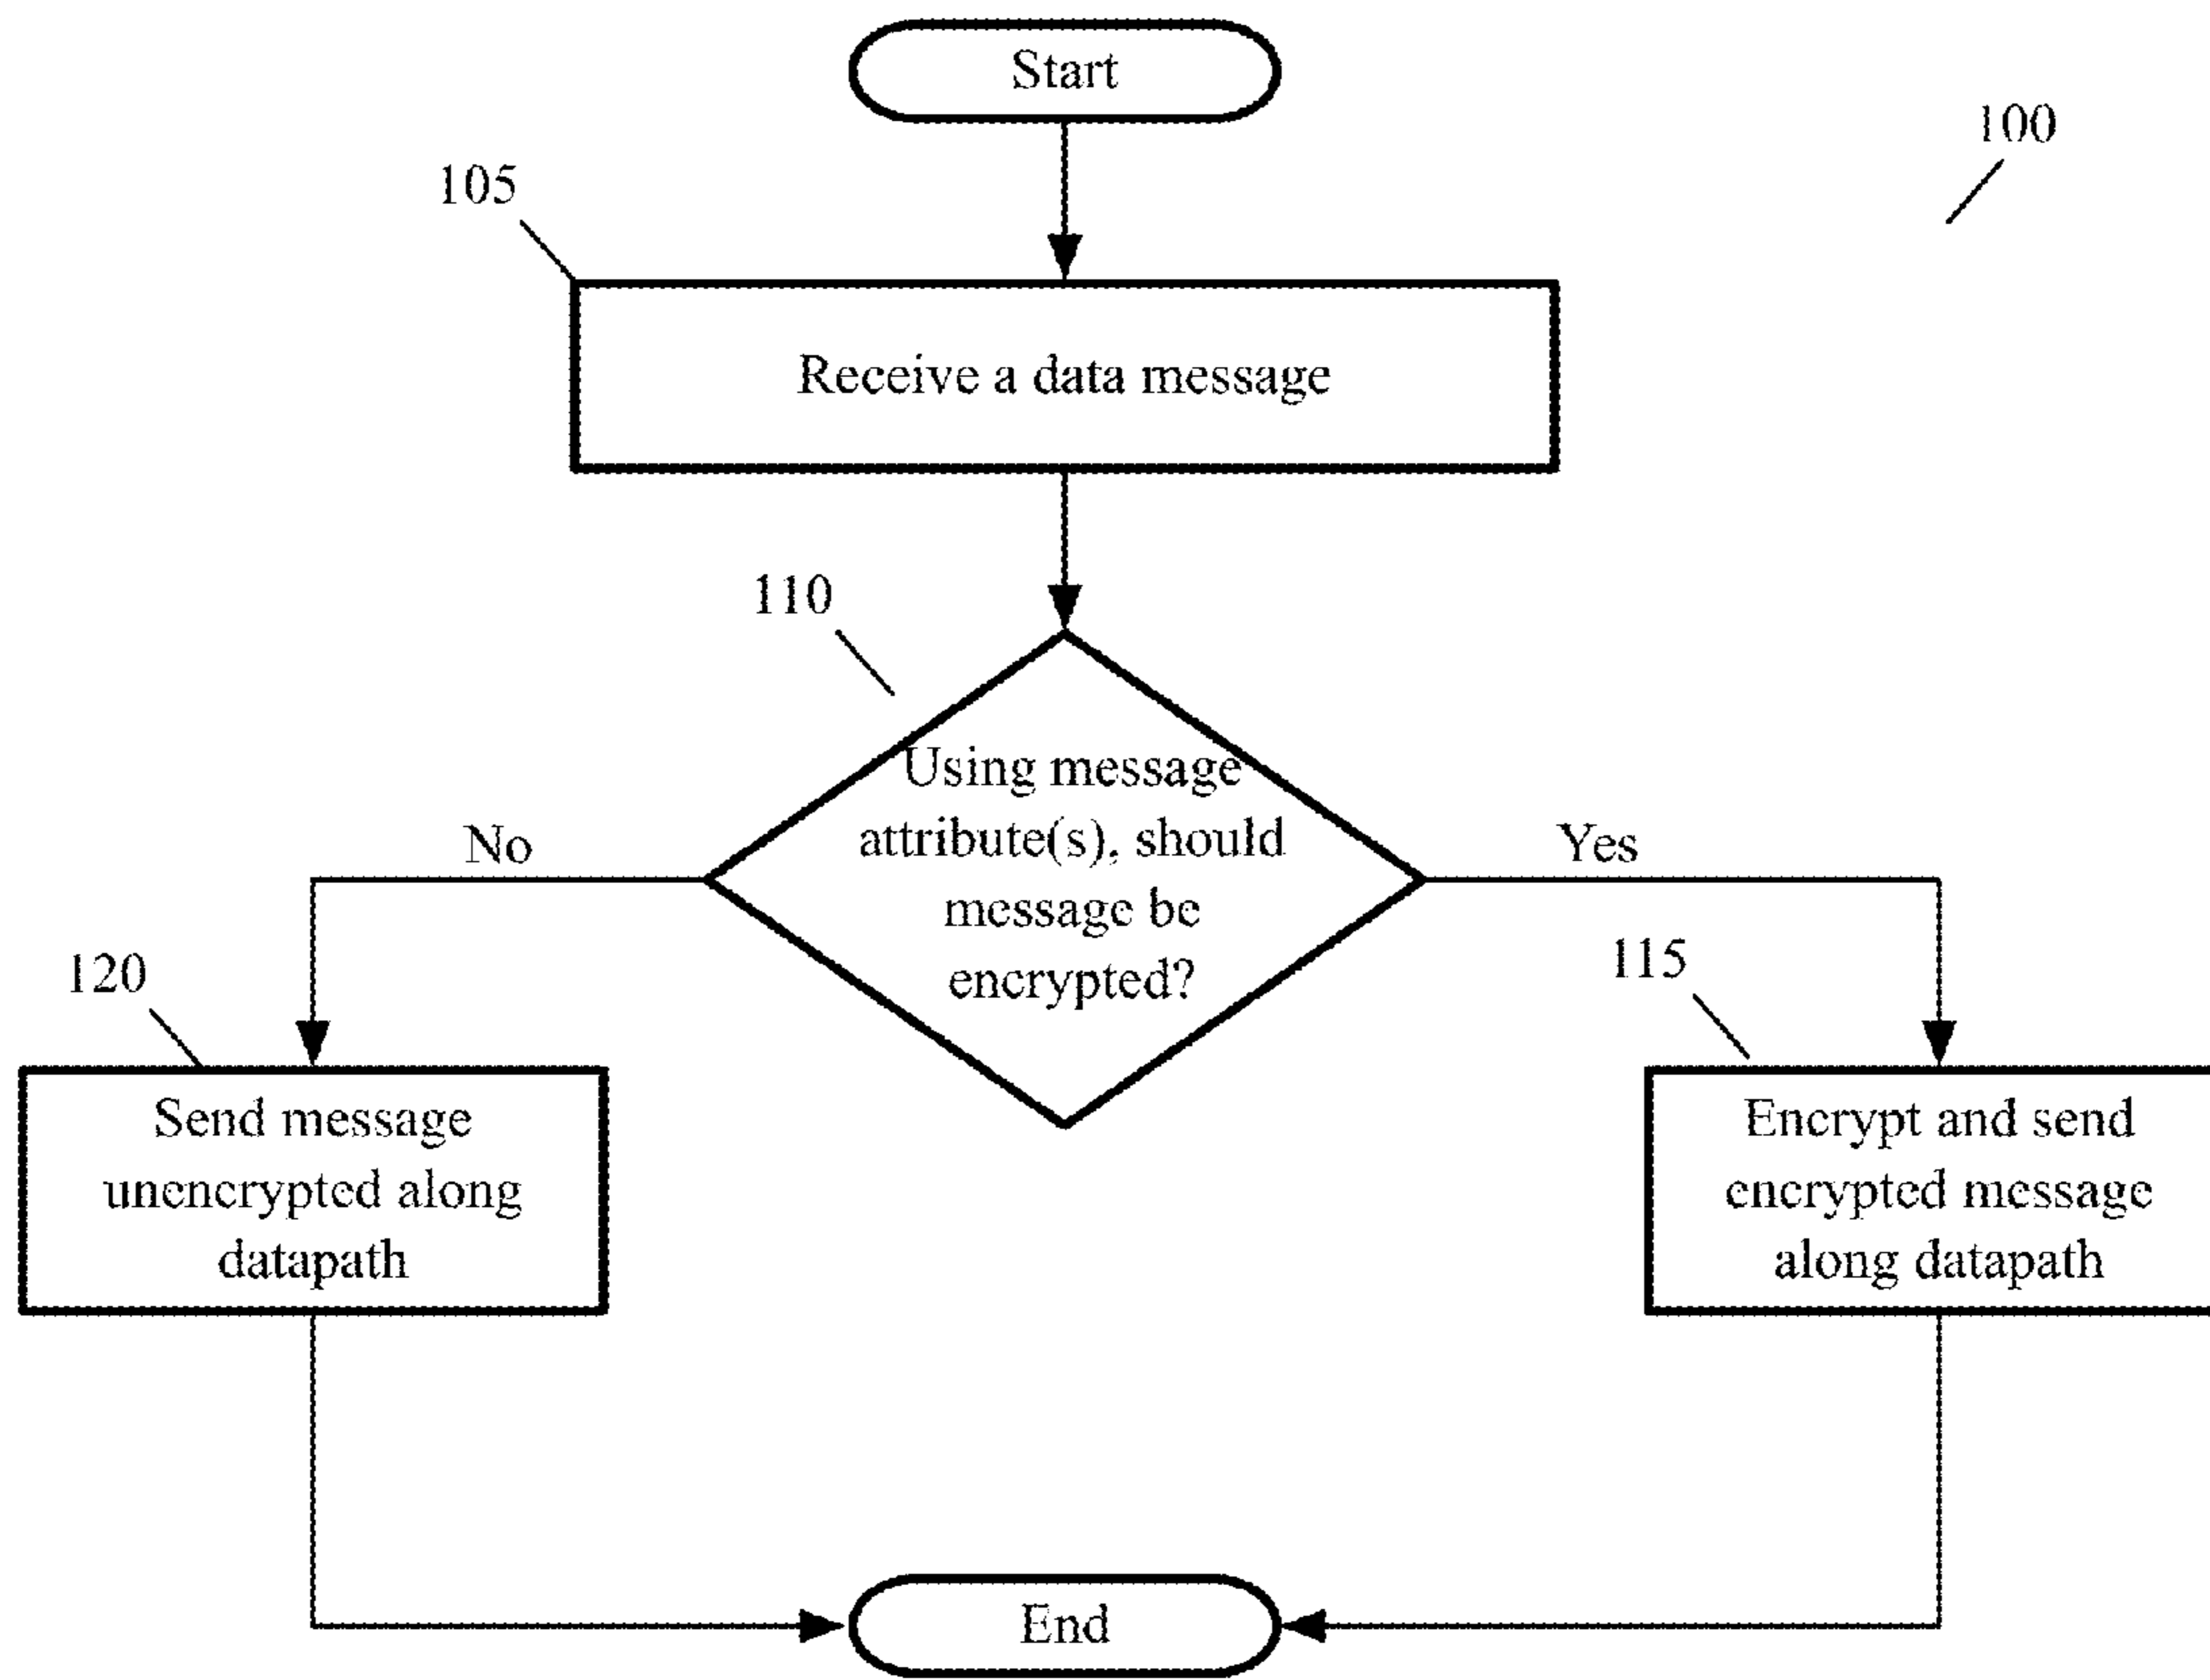 Start
100
105
Receive a data message
110
Using message
attribute(s), should
message be
encrypted?
No
Yes
120
115
Send message
unencrypted along
datapath
Encrypt and send
encrypted message
along datapath
End